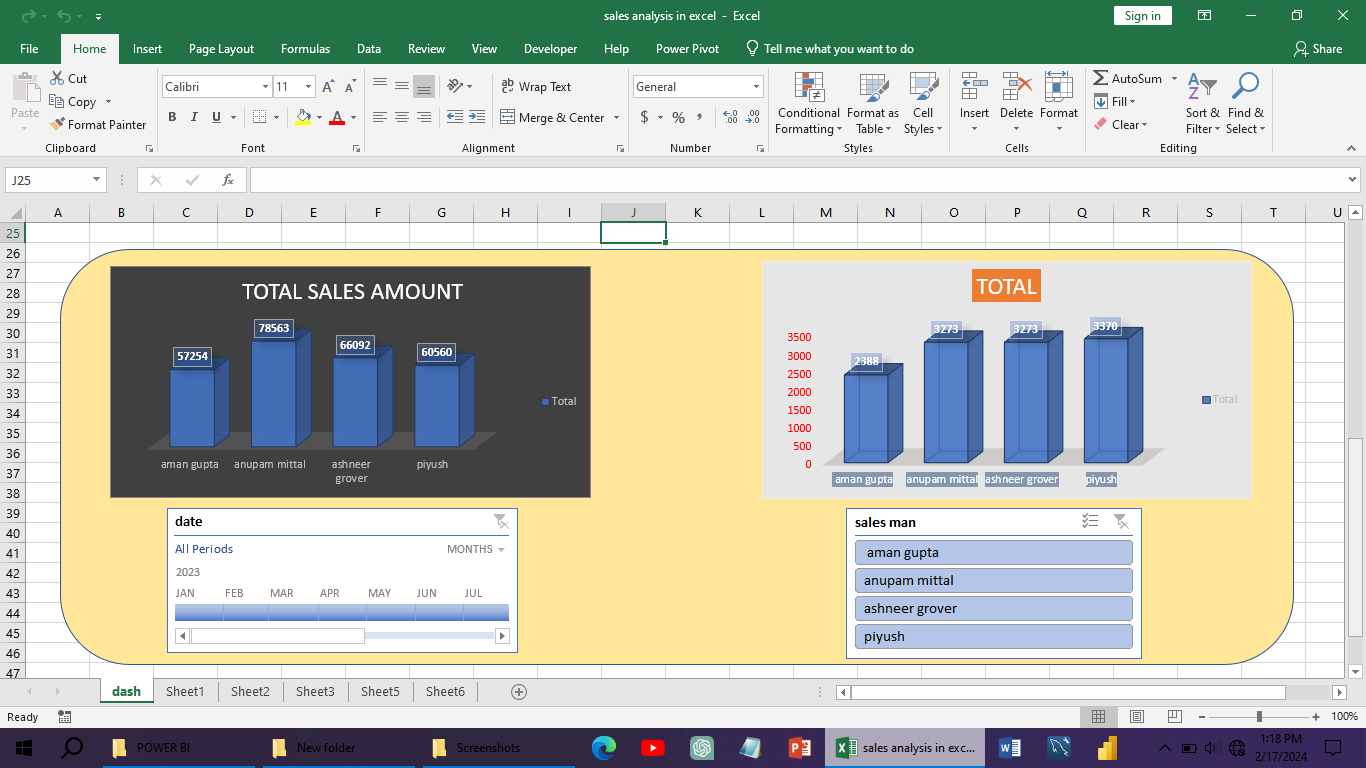 sales analysis in excel - Excel
Sign in
File Home Insert Page Layout Formulas Data Review View Developer Help Power Pivot Tell me what you want to do Share
Paste
Cut
Copy
Format Painter
Clipboard
Calibri 11
B I U
Font
Wrap Text
Merge & Center
Alignment
General
$ % ,
Number
Conditional Formatting
Format as Table
Cell Styles
Styles
Insert Delete Format
Cells
AutoSum
Fill
Clear
Sort & Filter
Find & Select
Editing
J25
fx
A B C D E F G H I J K L M N O P Q R S T U
25
26
27
28
29
30
31
32
33
34
35
36
37
38
39
40
41
42
43
44
45
46
47
TOTAL SALES AMOUNT
57254 78563 66092 60560
Total
aman gupta anupam mittal ashneer grover piyush
TOTAL
2388 3273 3273 3370
3500
3000
2500
2000
1500
1000
500
0
Total
aman gupta anupam mittal ashneer grover piyush
date
All Periods MONTHS
2023
JAN FEB MAR APR MAY JUN JUL
sales man
aman gupta
anupam mittal
ashneer grover
piyush
dash Sheet1 Sheet2 Sheet3 Sheet5 Sheet6
Ready 100%
POWER BI New folder Screenshots sales analysis in exc...
1:18 PM
2/17/2024